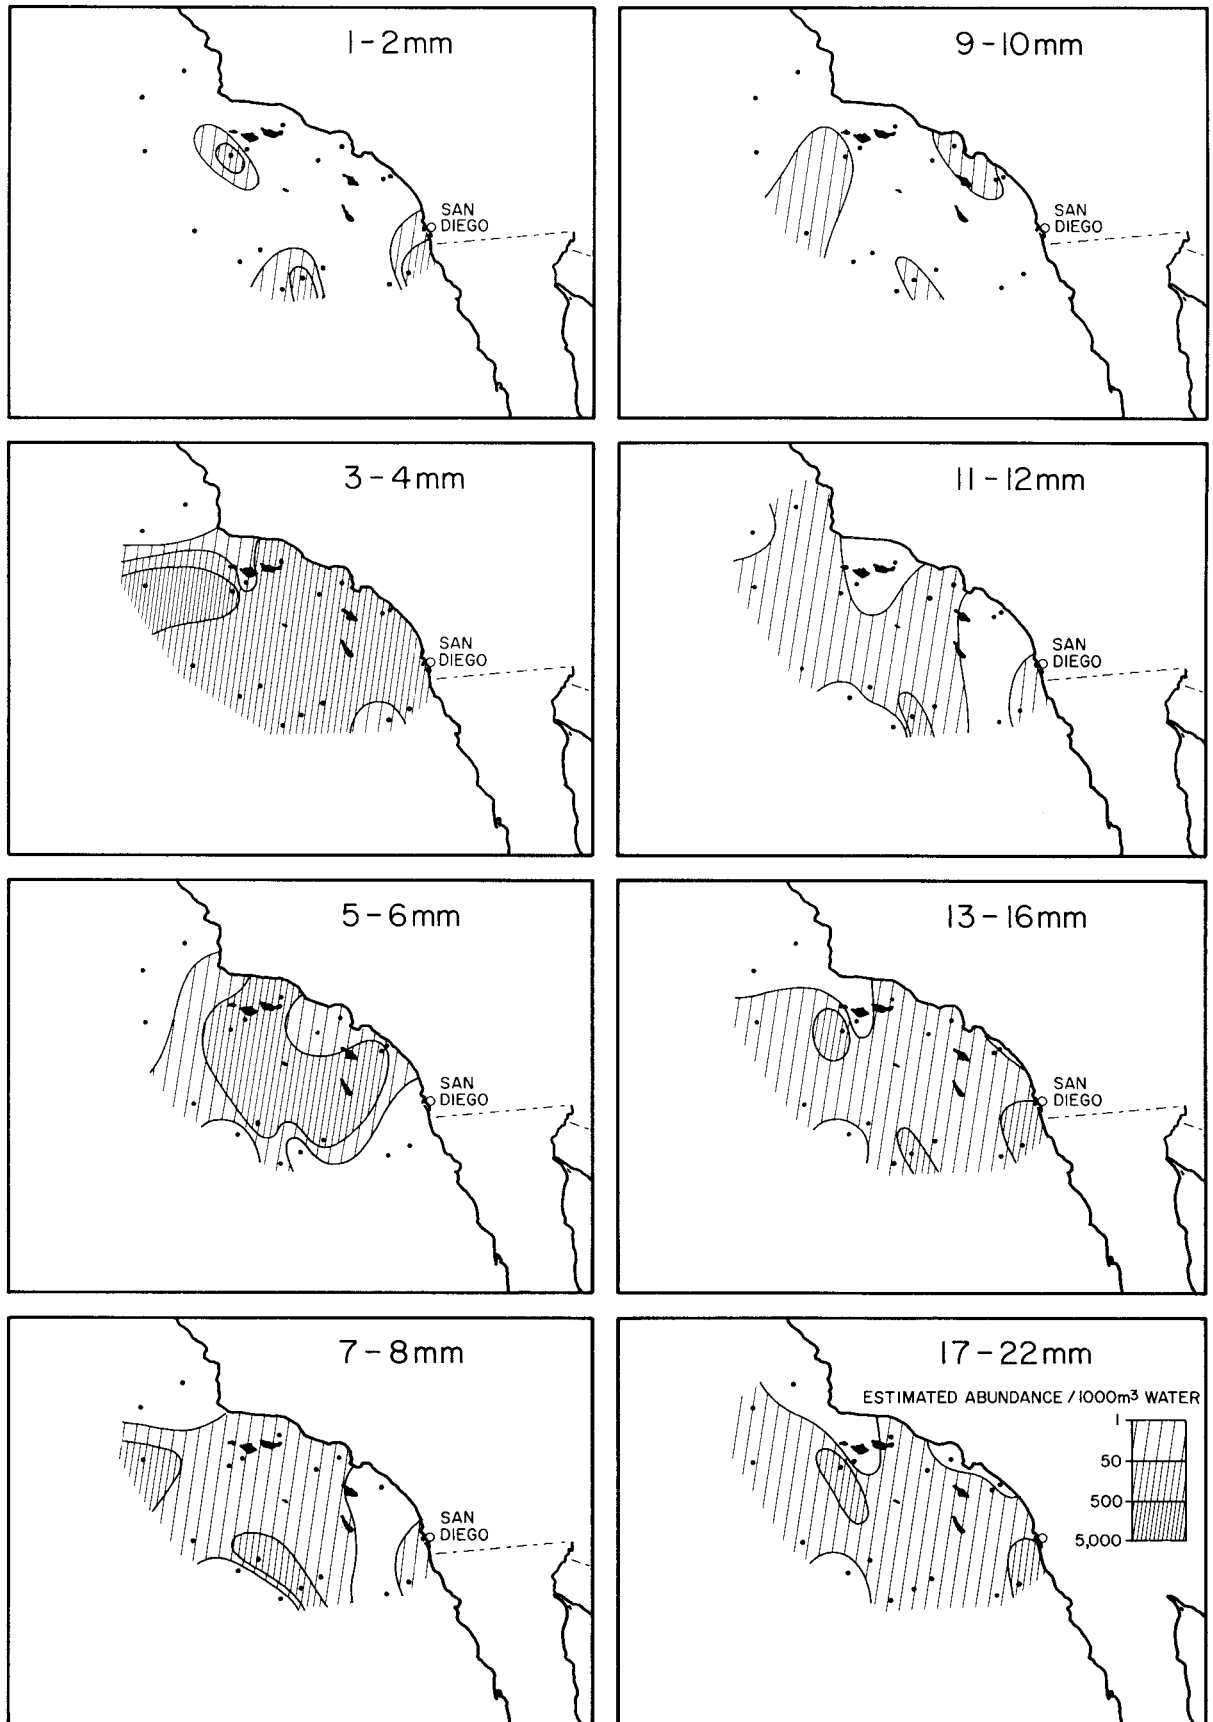 1-2mm
SAN
DIEGO
9-10mm
SAN
DIEGO
3-4mm
SAN
DIEGO
11-12mm
SAN
DIEGO
5-6mm
SAN
DIEGO
13-16mm
SAN
DIEGO
7-8mm
SAN
DIEGO
17-22mm
ESTIMATED ABUNDANCE / 1000m³ WATER
1
50
500
5,000